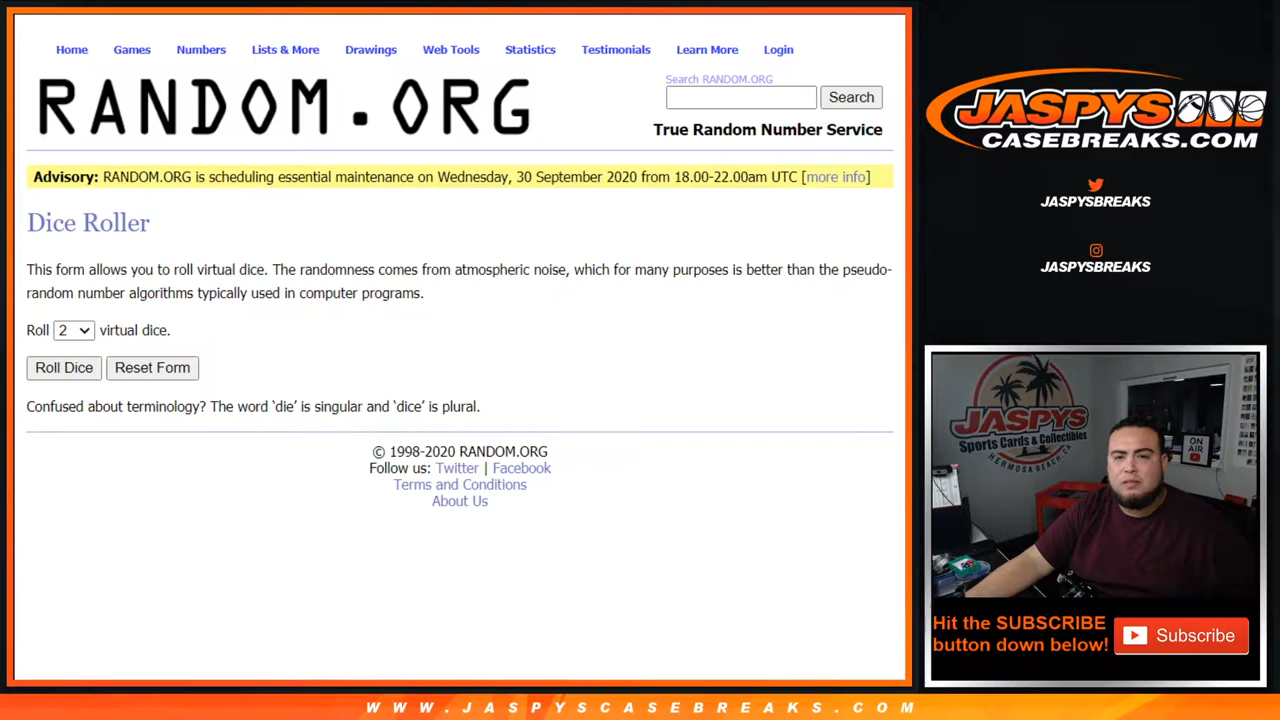 Home Games Numbers Lists & More Drawings Web Tools Statistics Testimonials Learn More Login
RANDOM.ORG
Search RANDOM.ORG
Search
True Random Number Service
Advisory: RANDOM.ORG is scheduling essential maintenance on Wednesday, 30 September 2020 from 18.00-22.00am UTC [more info]
Dice Roller
This form allows you to roll virtual dice. The randomness comes from atmospheric noise, which for many purposes is better than the pseudo-
random number algorithms typically used in computer programs.
Roll 2 virtual dice.
Roll Dice Reset Form
Confused about terminology? The word ‘die’ is singular and ‘dice’ is plural.
© 1998-2020 RANDOM.ORG
Follow us: Twitter | Facebook
Terms and Conditions
About Us
JASPYS
CASEBREAKS.COM
JASPYSBREAKS
JASPYSBREAKS
JASPYS
Sports Cards & Collectibles
HERMOSA BEACH, CA
ON
AIR
Hit the SUBSCRIBE
button down below!
Subscribe
WWW.JASPYSCASEBREAKS.COM